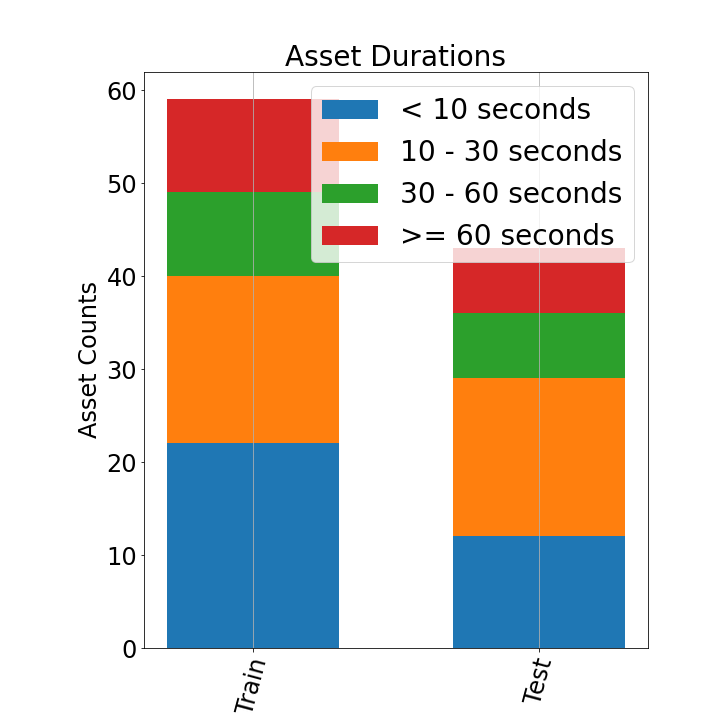 Asset Durations
60
50
40
30
20
10
0
Asset Counts
< 10 seconds
10 - 30 seconds
30 - 60 seconds
>= 60 seconds
Train
Test